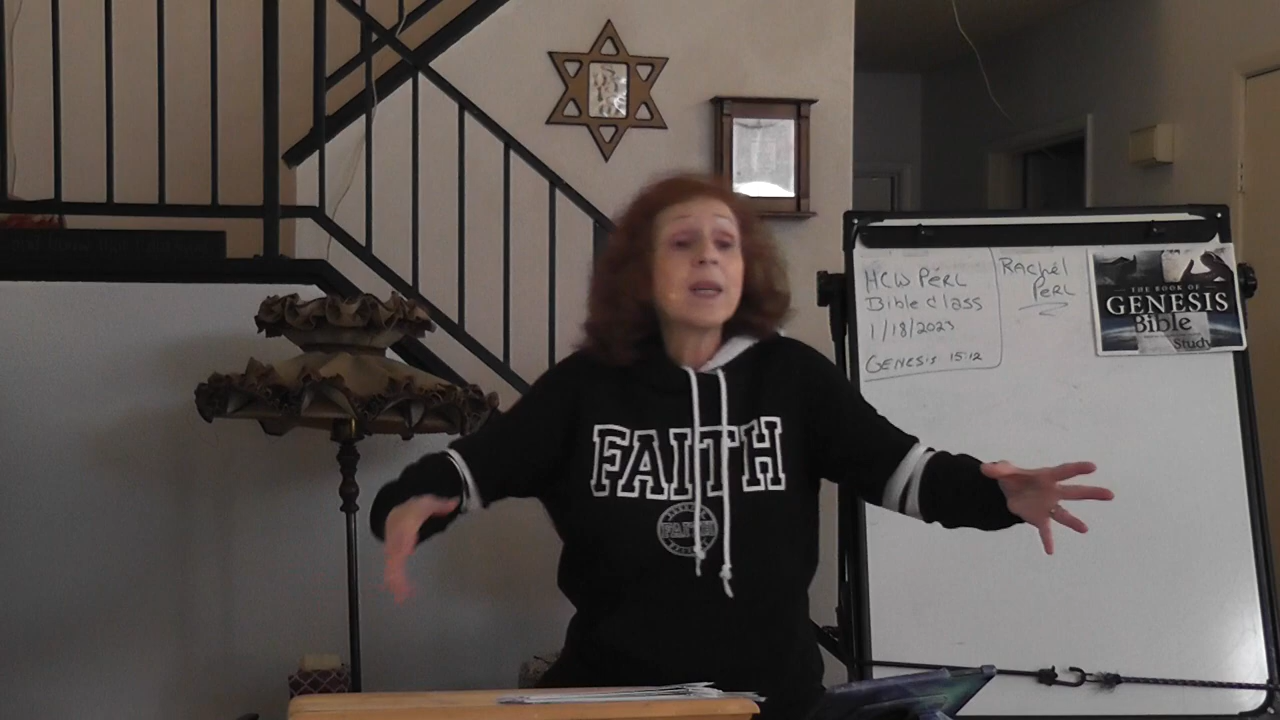 HCW Perl
Bible class
1/18/2023
Genesis 15:12
Rachel
Perl
THE BOOK OF
GENESIS
Bible
Study
FAITH
FAITH